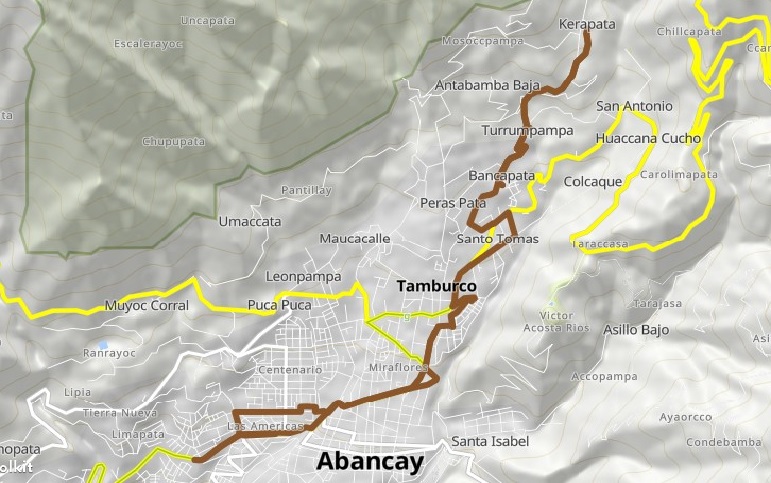 Uncapata
Kerapata
Chillcapata
Escalerayoc
Mosoccpampa
Ccar
Antabamba Baja
San Antonio
Turrumpampa
Huaccana Cucho
Chupupata
Bancapata
Carolimapata
Colcaque
Pantillay
Peras Pata
Umaccata
Maucacalle
Santo Tomas
Taraccasa
Leonpampa
Tamburco
Muyoc Corral
Puca Puca
Tarajasa
Victor
Acosta Rios
Asillo Bajo
Ranrayoc
Centenario
Miraflores
Accopampa
Lipia
Tierra Nueva
Ayaorcco
Limapata
Las Americas
Santa Isabel
Condebamba
nopata
Abancay
olkit